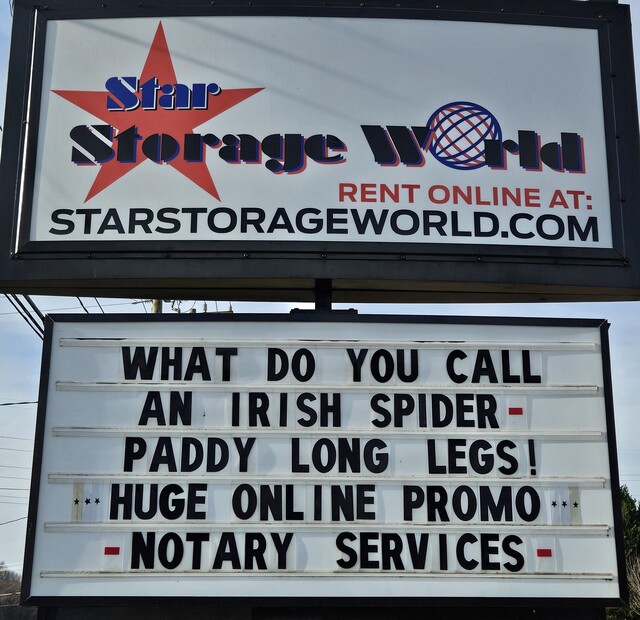 Star
Storage World
RENT ONLINE AT:
STARSTORAGEWORLD.COM
WHAT DO YOU CALL
AN IRISH SPIDER-
PADDY LONG LEGS!
*** HUGE ONLINE PROMO ***
- NOTARY SERVICES -